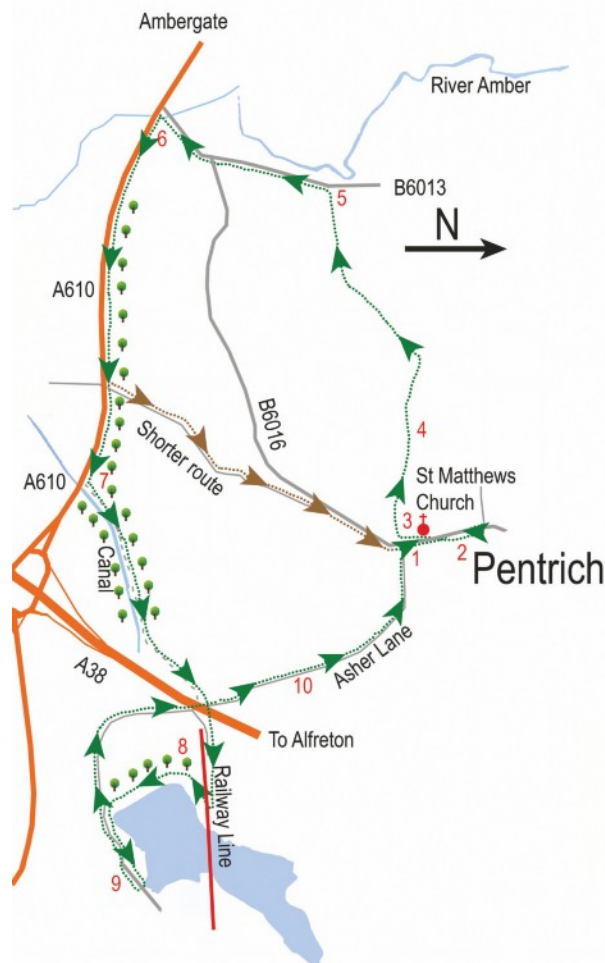 Ambergate
River Amber
6
5
B6013
N
A610
B6016
4
Shorter route
St Matthews
Church
A610
7
3
1
2
Pentrich
Canal
Asher Lane
A38
10
To Alfreton
8
Railway Line
9